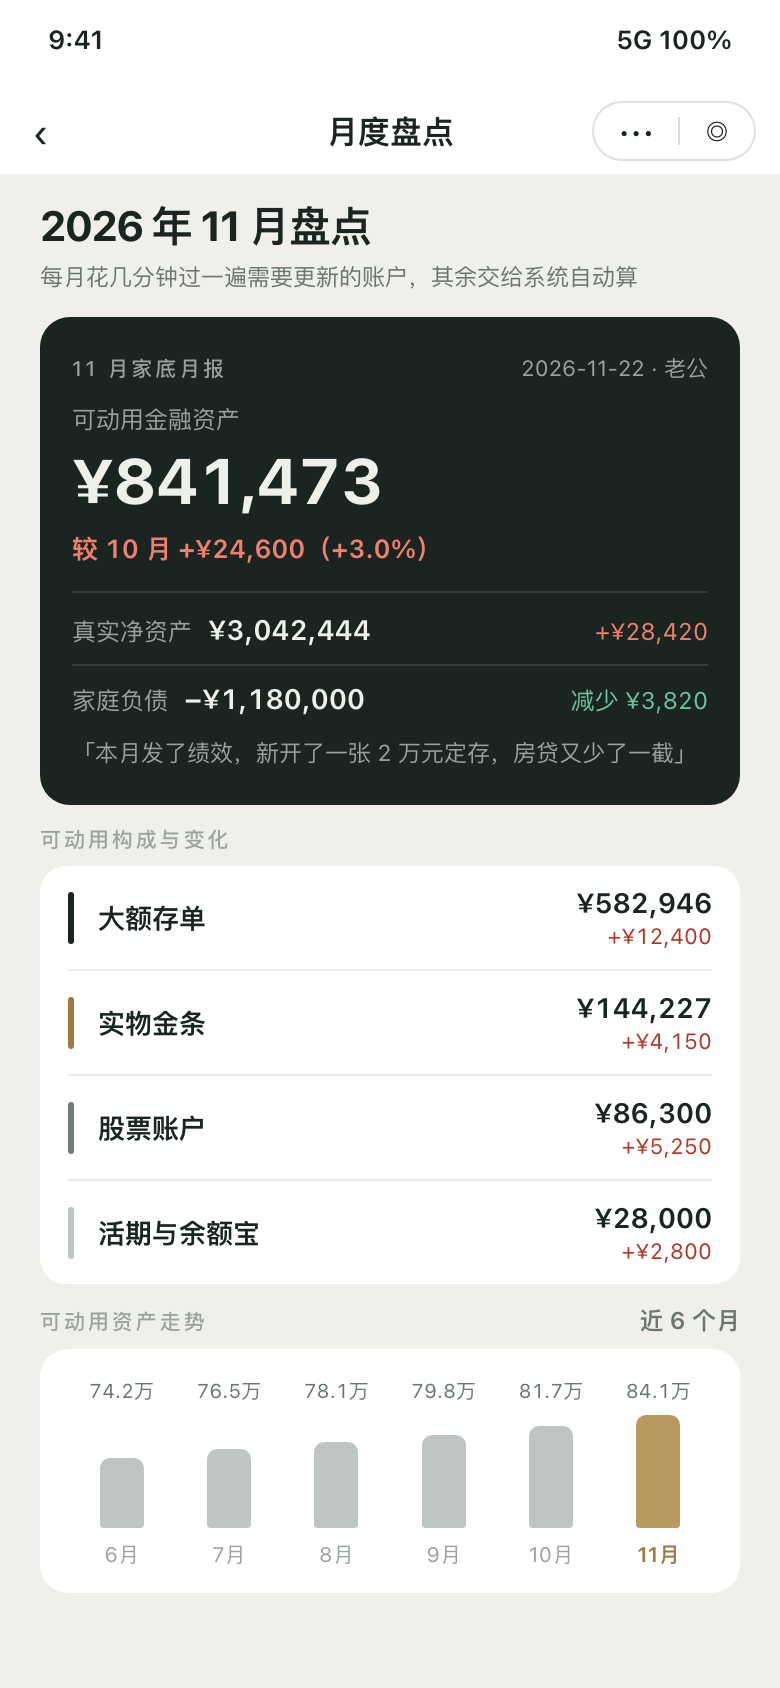 9:41
5G 100%
‹
月度盘点
2026 年 11 月盘点
每月花几分钟过一遍需要更新的账户，其余交给系统自动算
11 月家底月报
2026-11-22 · 老公
可动用金融资产
¥841,473
较 10 月 +¥24,600（+3.0%）
真实净资产 ¥3,042,444
+¥28,420
家庭负债 −¥1,180,000
减少 ¥3,820
「本月发了绩效，新开了一张 2 万元定存，房贷又少了一截」
可动用构成与变化
大额存单
¥582,946
+¥12,400
实物金条
¥144,227
+¥4,150
股票账户
¥86,300
+¥5,250
活期与余额宝
¥28,000
+¥2,800
可动用资产走势
近 6 个月
74.2万 76.5万 78.1万 79.8万 81.7万 84.1万
6月 7月 8月 9月 10月 11月